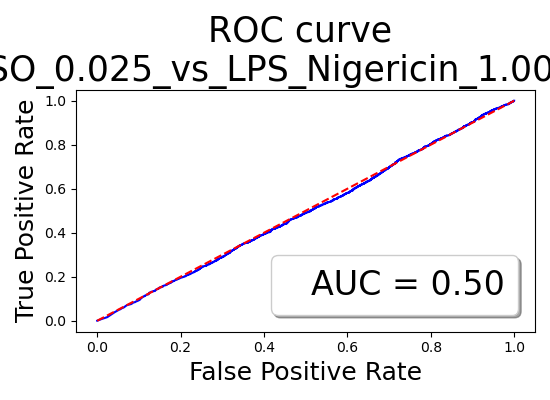 ROC curve
SO_0.025_vs_LPS_Nigericin_1.00
True Positive Rate
1.0
0.8
0.6
0.4
0.2
0.0
AUC = 0.50
0.0 0.2 0.4 0.6 0.8 1.0
False Positive Rate